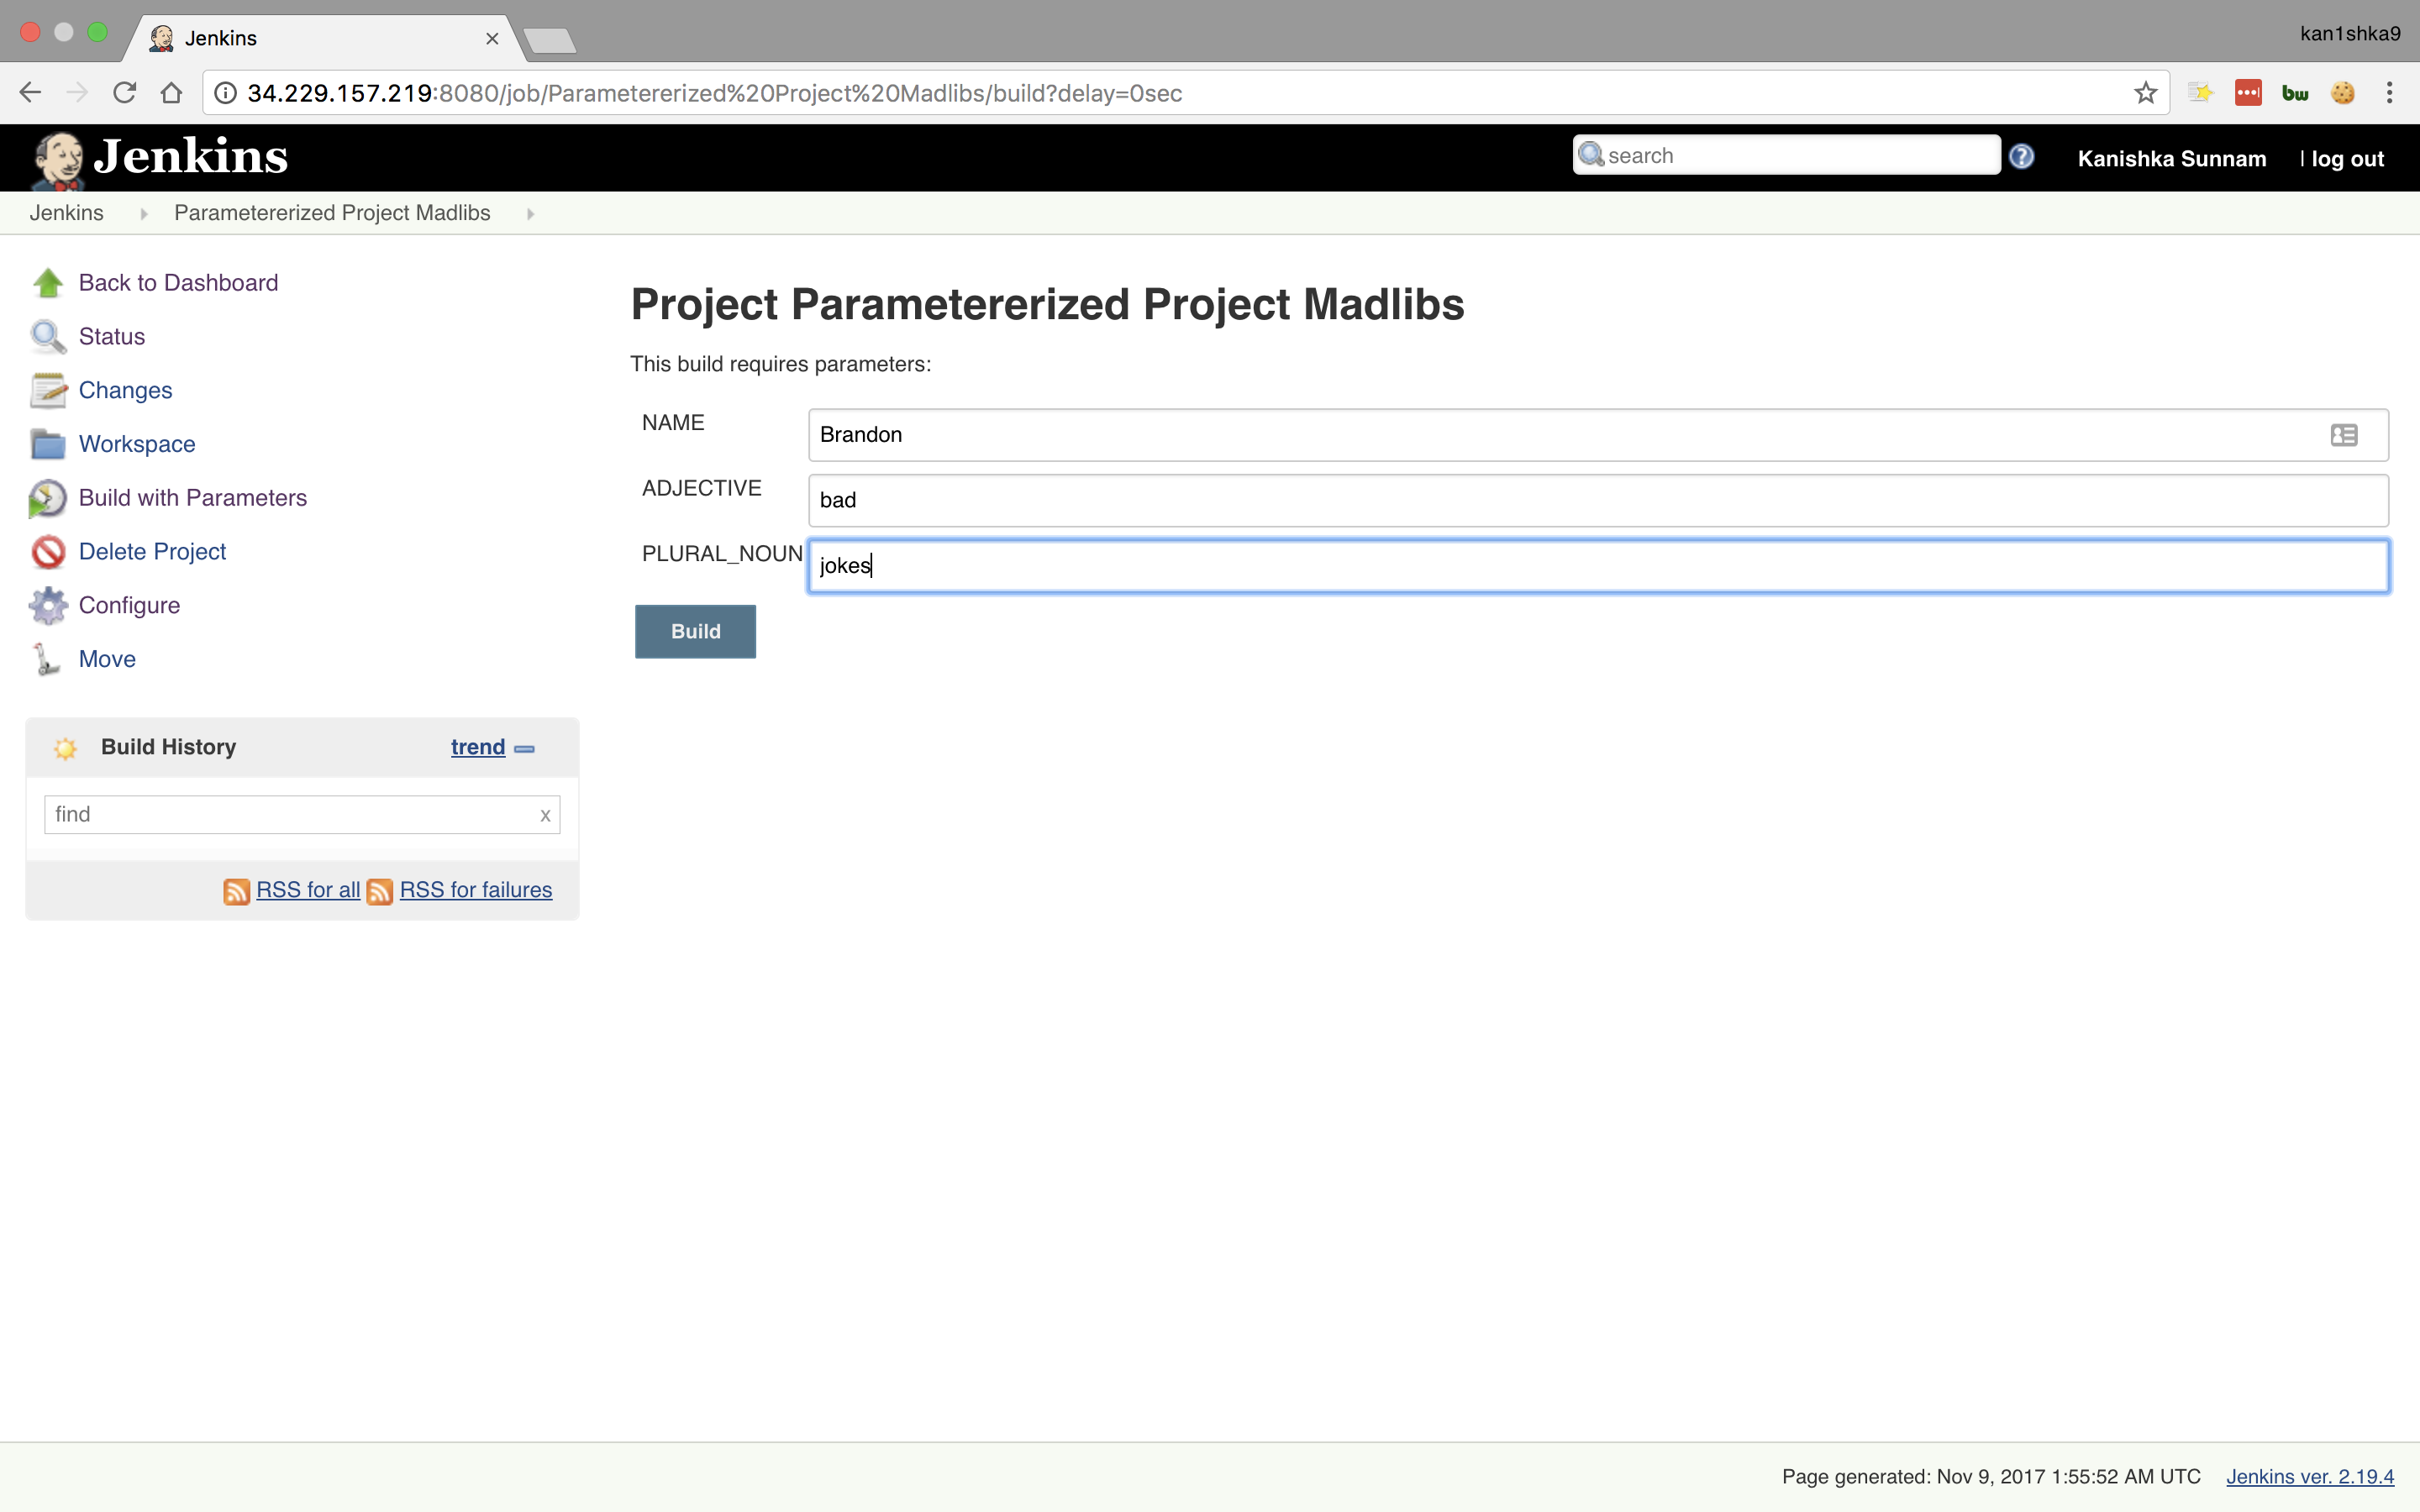 Jenkins
kan1shka9
34.229.157.219:8080/job/Parametererized%20Project%20Madlibs/build?delay=0sec
bw
Jenkins
search
Kanishka Sunnam
| log out
Jenkins
Parametererized Project Madlibs
Back to Dashboard
Status
Changes
Workspace
Build with Parameters
Delete Project
Configure
Move
Build History
trend
find
x
RSS for all
RSS for failures
Project Parametererized Project Madlibs
This build requires parameters:
NAME
Brandon
ADJECTIVE
bad
PLURAL_NOUN
jokes
Build
Page generated: Nov 9, 2017 1:55:52 AM UTC
Jenkins ver. 2.19.4